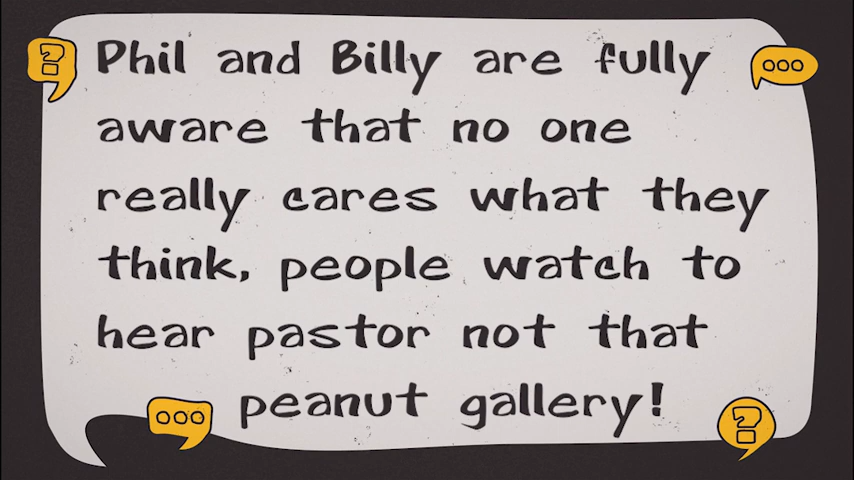 Phil and Billy are fully
aware that no one
really cares what they
think, people watch to
hear pastor not that
peanut gallery!